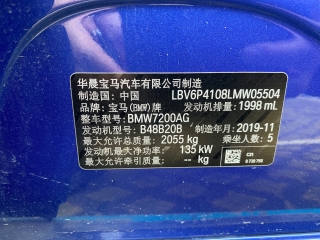 华晨宝马汽车有限公司制造
制造国：中国 LBV6P4108LMW05504
品牌：宝马(BMW)牌 发动机排量：1998 mL
整车型号：BMW7200AG
发动机型号：B48B20B 制造年月：2019-11
最大允许总质量：2055 kg 乘坐人数：5
发动机最大净功率：135 kW
最大允许牵引质量：-- kg